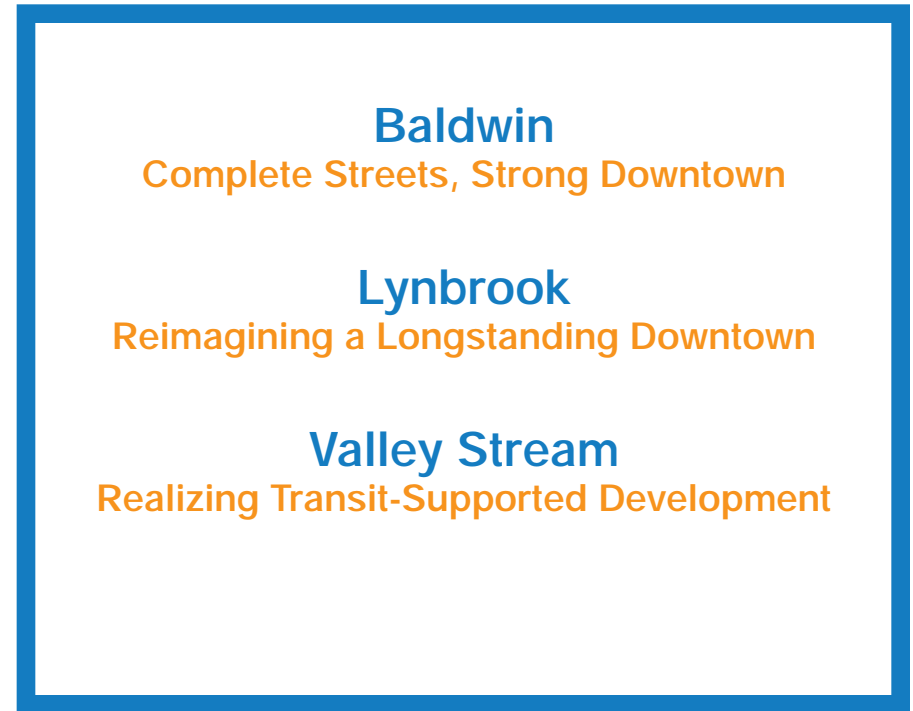 Baldwin
Complete Streets, Strong Downtown
Lynbrook
Reimagining a Longstanding Downtown
Valley Stream
Realizing Transit-Supported Development